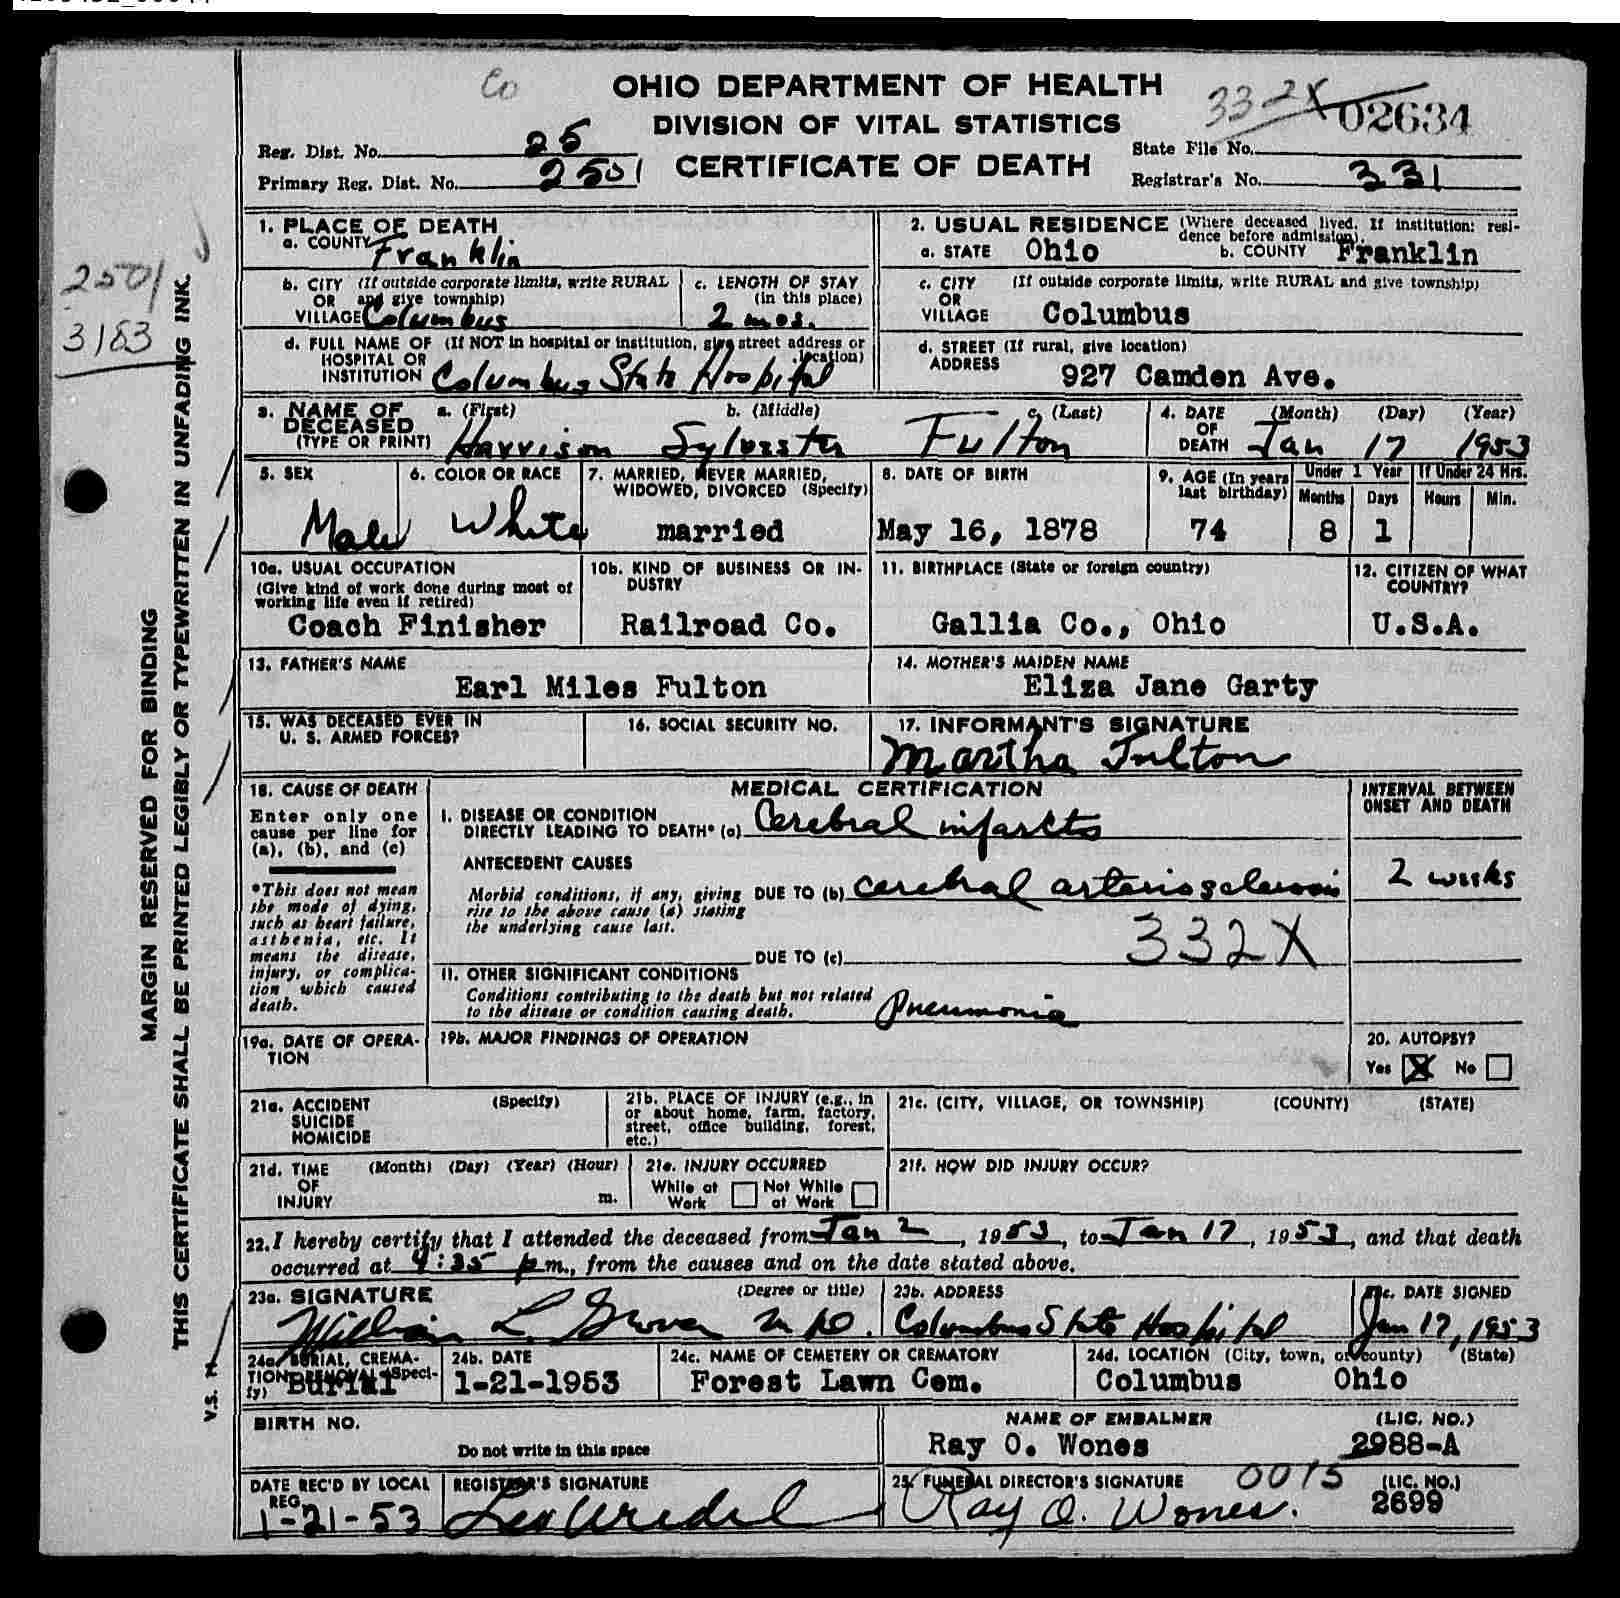 Co
OHIO DEPARTMENT OF HEALTH
DIVISION OF VITAL STATISTICS
CERTIFICATE OF DEATH
332X
Reg. Dist. No. 25
Primary Reg. Dist. No. 2501
State File No. 02634
Registrar's No. 331
2501
3183
MARGIN RESERVED FOR BINDING
THIS CERTIFICATE SHALL BE PRINTED LEGIBLY OR TYPEWRITTEN IN UNFADING INK.
V.S.
1. PLACE OF DEATH
a. COUNTY Franklin
b. CITY (If outside corporate limits, write RURAL
OR and give township)
VILLAGE Columbus
c. LENGTH OF STAY
(in this place)
2 mos.
d. FULL NAME OF (If NOT in hospital or institution, give street address or
HOSPITAL OR location)
INSTITUTION Columbus State Hospital
2. USUAL RESIDENCE (Where deceased lived. If institution: resi-
dence before admission).
a. STATE Ohio b. COUNTY Franklin
c. CITY (If outside corporate limits, write RURAL and give township)
OR
VILLAGE Columbus
d. STREET (If rural, give location)
ADDRESS 927 Camden Ave.
3. NAME OF a. (First) b. (Middle) c. (Last)
DECEASED
(TYPE OR PRINT) Harrison Sylvester Fulton
4. DATE (Month) (Day) (Year)
OF
DEATH Jan 17 1953
5. SEX
Male
6. COLOR OR RACE
White
7. MARRIED, NEVER MARRIED,
WIDOWED, DIVORCED (Specify)
married
8. DATE OF BIRTH
May 16, 1878
9. AGE (In years
last birthday)
74
Under 1 Year
Months Days
8 1
If Under 24 Hrs.
Hours Min.
10a. USUAL OCCUPATION
(Give kind of work done during most of
working life even if retired)
Coach Finisher
10b. KIND OF BUSINESS OR IN-
DUSTRY
Railroad Co.
11. BIRTHPLACE (State or foreign country)
Gallia Co., Ohio
12. CITIZEN OF WHAT
COUNTRY?
U.S.A.
13. FATHER'S NAME
Earl Miles Fulton
14. MOTHER'S MAIDEN NAME
Eliza Jane Garty
15. WAS DECEASED EVER IN
U. S. ARMED FORCES?
16. SOCIAL SECURITY NO.
17. INFORMANT'S SIGNATURE
Martha Fulton
18. CAUSE OF DEATH
Enter only one
cause per line for
(a), (b), and (c)
*This does not mean
the mode of dying,
such as heart failure,
asthenia, etc. It
means the disease,
injury, or complica-
tion which caused
death.
MEDICAL CERTIFICATION
I. DISEASE OR CONDITION
DIRECTLY LEADING TO DEATH* (a) Cerebral infarcts
ANTECEDENT CAUSES
Morbid conditions, if any, giving DUE TO (b) cerebral arteriosclerosis
rise to the above cause (a) stating
the underlying cause last.
332X
DUE TO (c)
II. OTHER SIGNIFICANT CONDITIONS
Conditions contributing to the death but not related
to the disease or condition causing death. Pneumonia
INTERVAL BETWEEN
ONSET AND DEATH
2 weeks
19a. DATE OF OPERA-
TION
19b. MAJOR FINDINGS OF OPERATION
20. AUTOPSY?
Yes X No
21a. ACCIDENT (Specify)
SUICIDE
HOMICIDE
21b. PLACE OF INJURY (e.g., in
or about home, farm, factory,
street, office building, forest,
etc.)
21c. (CITY, VILLAGE, OR TOWNSHIP) (COUNTY) (STATE)
21d. TIME (Month) (Day) (Year) (Hour)
OF
INJURY m.
21e. INJURY OCCURRED
While at Not While
Work at Work
21f. HOW DID INJURY OCCUR?
22. I hereby certify that I attended the deceased from Jan 2, 1953, to Jan 17, 1953, and that death
occurred at 4:35 p m., from the causes and on the date stated above.
23a. SIGNATURE (Degree or title)
William L. Grover MD.
23b. ADDRESS
Columbus State Hospital
23c. DATE SIGNED
Jan 17, 1953
24a. BURIAL, CREMA-
TION, REMOVAL (Speci-
fy) Burial
24b. DATE
1-21-1953
24c. NAME OF CEMETERY OR CREMATORY
Forest Lawn Cem.
24d. LOCATION (City, town, or county) (State)
Columbus Ohio
BIRTH NO.
Do not write in this space
NAME OF EMBALMER (LIC. NO.)
Ray O. Wones 2988-A
DATE REC'D BY LOCAL
REG.
1-21-53
REGISTRAR'S SIGNATURE
25. FUNERAL DIRECTOR'S SIGNATURE 0015 (LIC. NO.)
Ray O. Wones. 2699